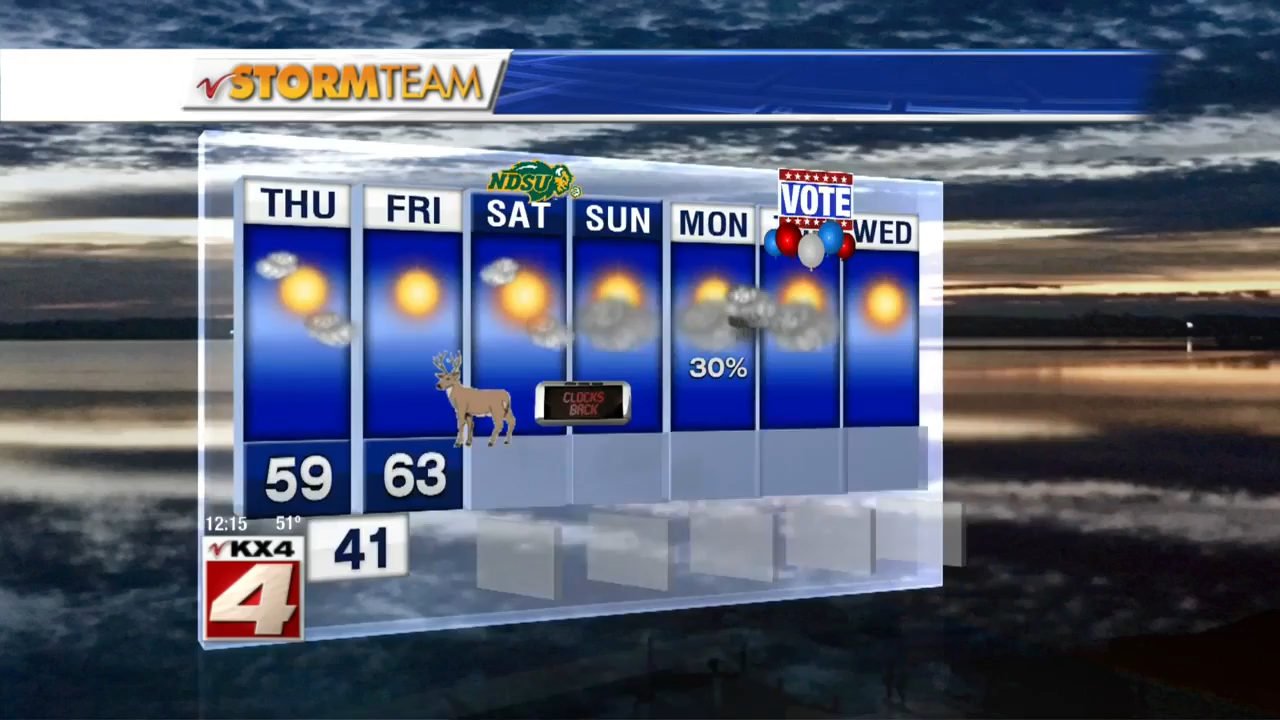 STORMTEAM
NDSU
VOTE
THU
FRI
SAT
SUN
MON
WED
30%
CLOCKS
BACK
59
63
12:15 51°
41
KX4
4